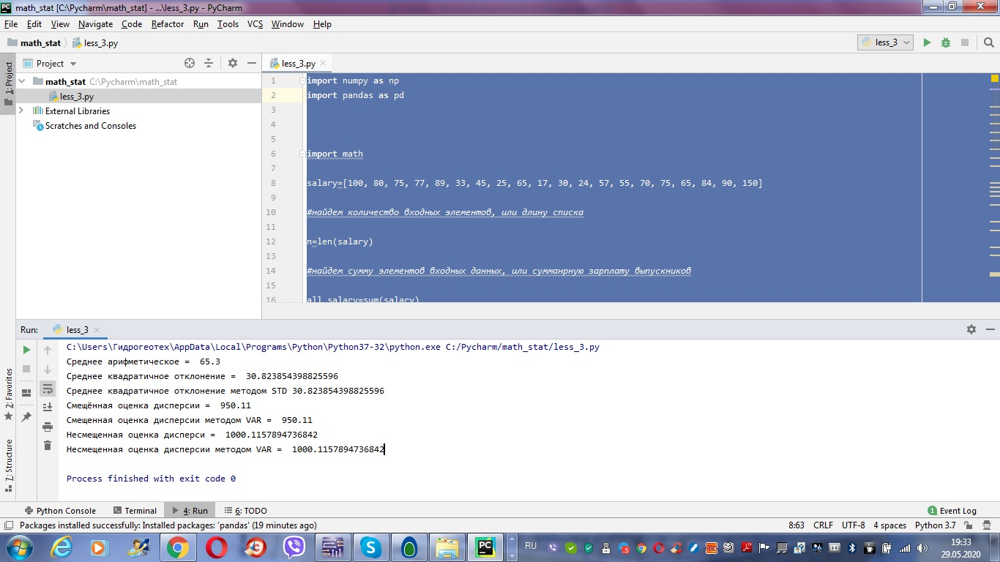 math_stat [C:\Pycharm\math_stat] - ...\less_3.py - PyCharm
File Edit View Navigate Code Refactor Run Tools VCS Window Help
math_stat less_3.py
less_3
1: Project
Project
less_3.py
math_stat C:\Pycharm\math_stat
less_3.py
External Libraries
Scratches and Consoles
1 import numpy as np
2 import pandas as pd
3
4
5
6 import math
7
8 salary=[100, 80, 75, 77, 89, 33, 45, 25, 65, 17, 30, 24, 57, 55, 70, 75, 65, 84, 90, 150]
9
10 #найдем количество входных элементов, или длину списка
11
12 n=len(salary)
13
14 #найдем сумму элементов входных данных, или сумманрную зарплату выпускников
15
16 all_salary=sum(salary)
Run: less_3
C:\Users\Гидрогеотех\AppData\Local\Programs\Python\Python37-32\python.exe C:/Pycharm/math_stat/less_3.py
Среднее арифметическое =  65.3
Среднее квадратичное отклонение =  30.823854398825596
Среднее квадратичное отклонение методом STD 30.823854398825596
Смещённая оценка дисперсии =  950.11
Смещенная оценка дисперсии методом VAR =  950.11
Несмещенная оценка дисперси =  1000.1157894736842
Несмещенная оценка дисперсии методом VAR =  1000.1157894736842
Process finished with exit code 0
2: Favorites
7: Structure
Python Console Terminal 4: Run 6: TODO 1 Event Log
Packages installed successfully: Installed packages: 'pandas' (19 minutes ago) 8:63 CRLF UTF-8 4 spaces Python 3.7
RU
19:33
29.05.2020